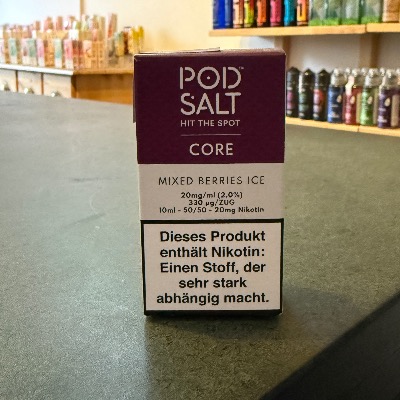 POD
SALT
HIT THE SPOT
CORE
MIXED BERRIES ICE
20mg/ml (2.0%)
330 µg/ZUG
10ml - 50/50 - 20mg Nikotin
Dieses Produkt
enthält Nikotin:
Einen Stoff, der
sehr stark
abhängig macht.